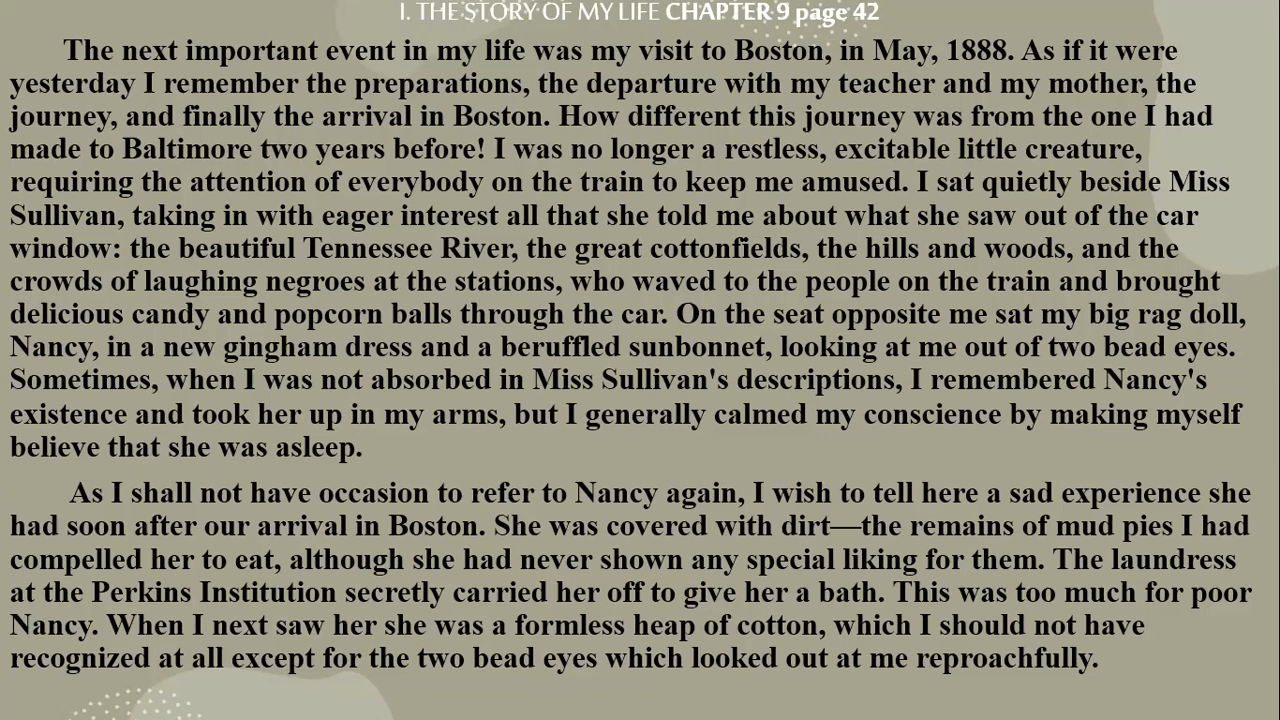 I. THE STORY OF MY LIFE CHAPTER 9 page 42
The next important event in my life was my visit to Boston, in May, 1888. As if it were
yesterday I remember the preparations, the departure with my teacher and my mother, the
journey, and finally the arrival in Boston. How different this journey was from the one I had
made to Baltimore two years before! I was no longer a restless, excitable little creature,
requiring the attention of everybody on the train to keep me amused. I sat quietly beside Miss
Sullivan, taking in with eager interest all that she told me about what she saw out of the car
window: the beautiful Tennessee River, the great cottonfields, the hills and woods, and the
crowds of laughing negroes at the stations, who waved to the people on the train and brought
delicious candy and popcorn balls through the car. On the seat opposite me sat my big rag doll,
Nancy, in a new gingham dress and a beruffled sunbonnet, looking at me out of two bead eyes.
Sometimes, when I was not absorbed in Miss Sullivan's descriptions, I remembered Nancy's
existence and took her up in my arms, but I generally calmed my conscience by making myself
believe that she was asleep.
As I shall not have occasion to refer to Nancy again, I wish to tell here a sad experience she
had soon after our arrival in Boston. She was covered with dirt—the remains of mud pies I had
compelled her to eat, although she had never shown any special liking for them. The laundress
at the Perkins Institution secretly carried her off to give her a bath. This was too much for poor
Nancy. When I next saw her she was a formless heap of cotton, which I should not have
recognized at all except for the two bead eyes which looked out at me reproachfully.